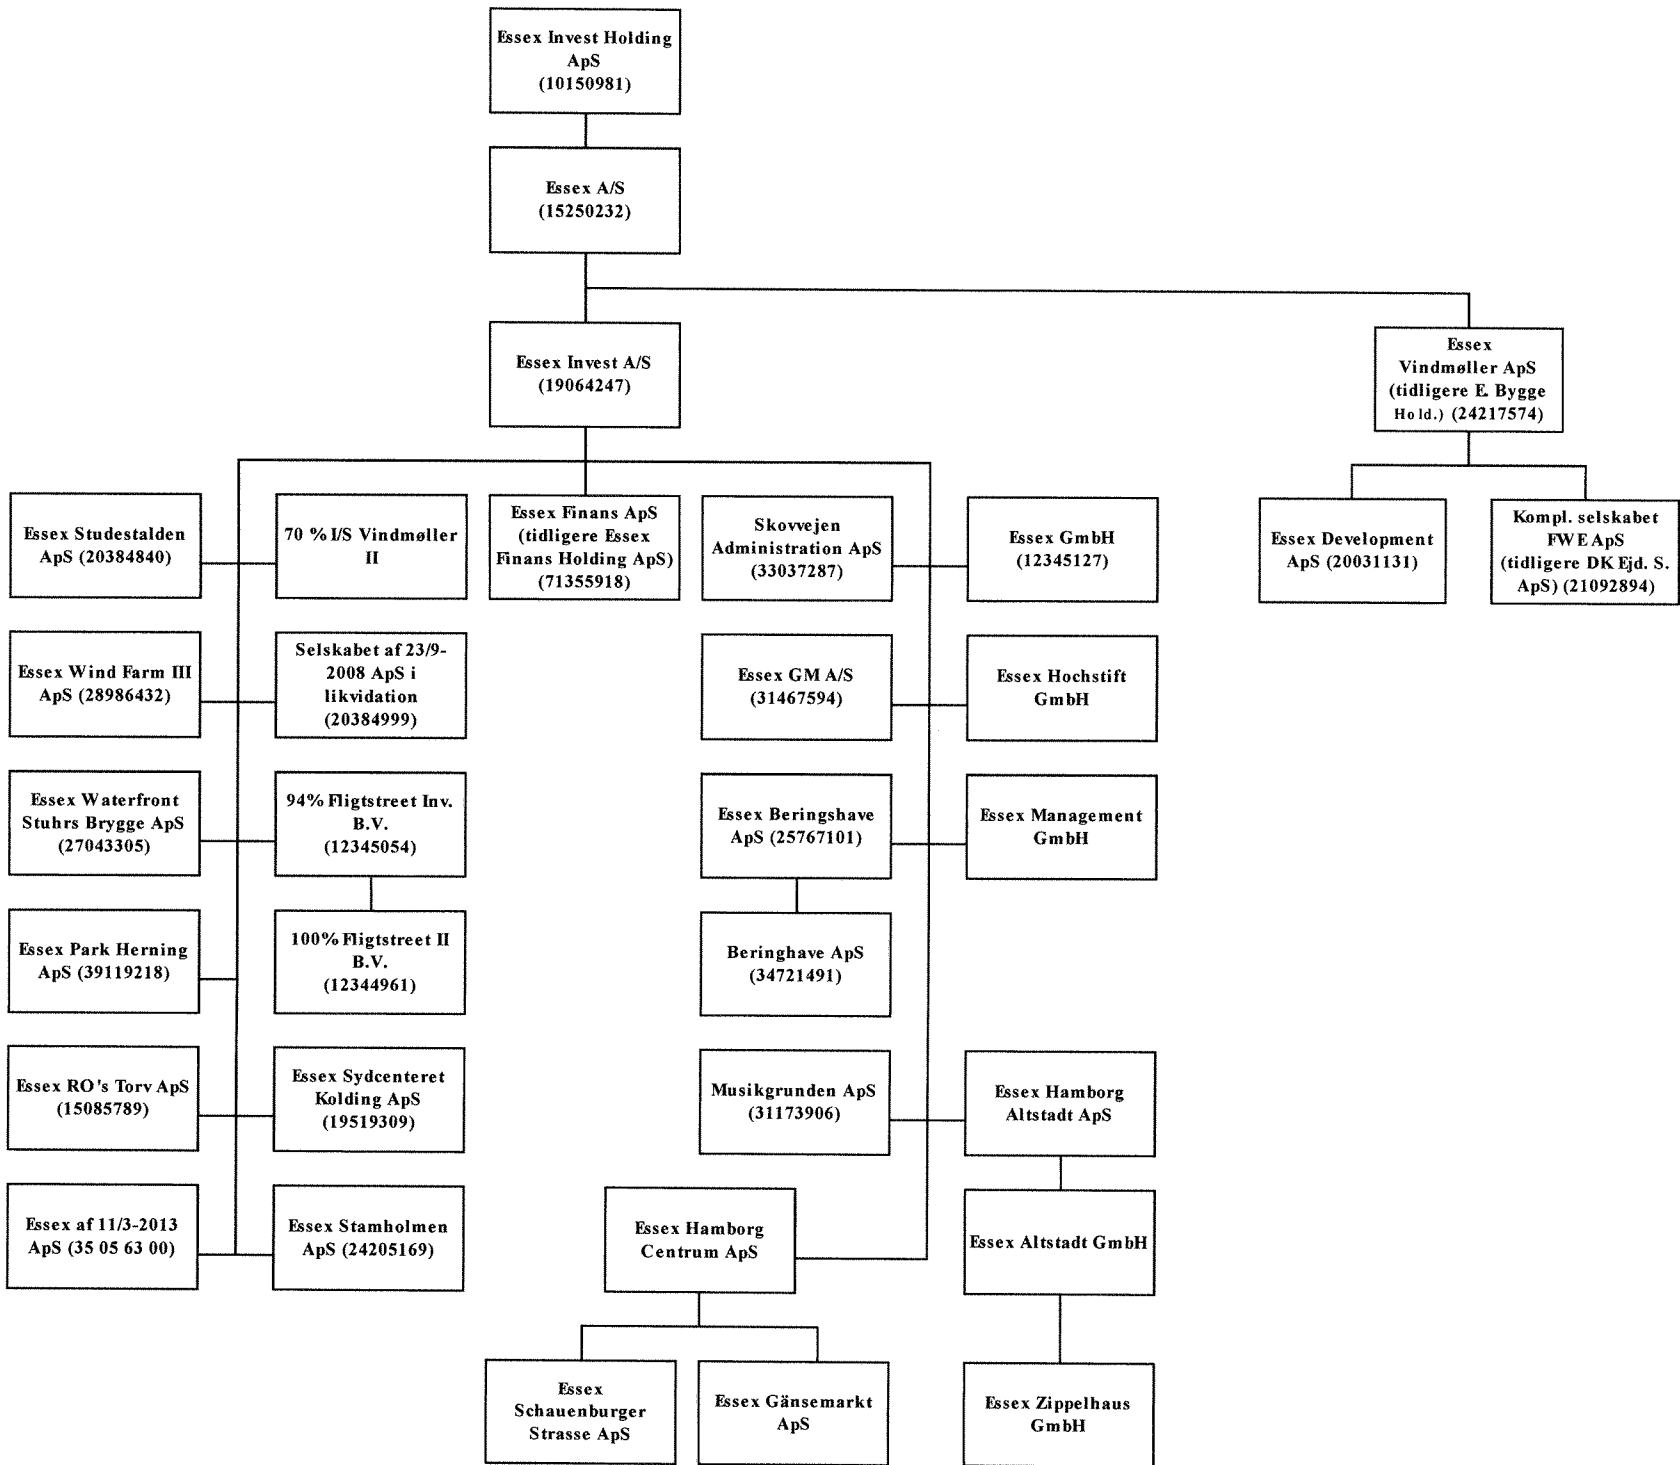 Essex Invest Holding
ApS
(10150981)
Essex A/S
(15250232)
Essex Invest A/S
(19064247)
Essex
Vindmøller ApS
(tidligere E. Bygge
Hold.) (24217574)
Essex Studestalden
ApS (20384840)
70 % I/S Vindmøller
II
Essex Finans ApS
(tidligere Essex
Finans Holding ApS)
(71355918)
Skovvejen
Administration ApS
(33037287)
Essex GmbH
(12345127)
Essex Development
ApS (20031131)
Kompl. selskabet
FWE ApS
(tidligere DK Ejd. S.
ApS) (21092894)
Essex Wind Farm III
ApS (28986432)
Selskabet af 23/9-
2008 ApS i
likvidation
(20384999)
Essex GM A/S
(31467594)
Essex Hochstift
GmbH
Essex Waterfront
Stuhrs Brygge ApS
(27043305)
94% Fligtstreet Inv.
B.V.
(12345054)
Essex Beringshave
ApS (25767101)
Essex Management
GmbH
Essex Park Herning
ApS (39119218)
100% Fligtstreet II
B.V.
(12344961)
Beringhave ApS
(34721491)
Essex RO's Torv ApS
(15085789)
Essex Sydcenteret
Kolding ApS
(19519309)
Musikgrunden ApS
(31173906)
Essex Hamborg
Altstadt ApS
Essex af 11/3-2013
ApS (35 05 63 00)
Essex Stamholmen
ApS (24205169)
Essex Hamborg
Centrum ApS
Essex Altstadt GmbH
Essex
Schauenburger
Strasse ApS
Essex Gänsemarkt
ApS
Essex Zippelhaus
GmbH